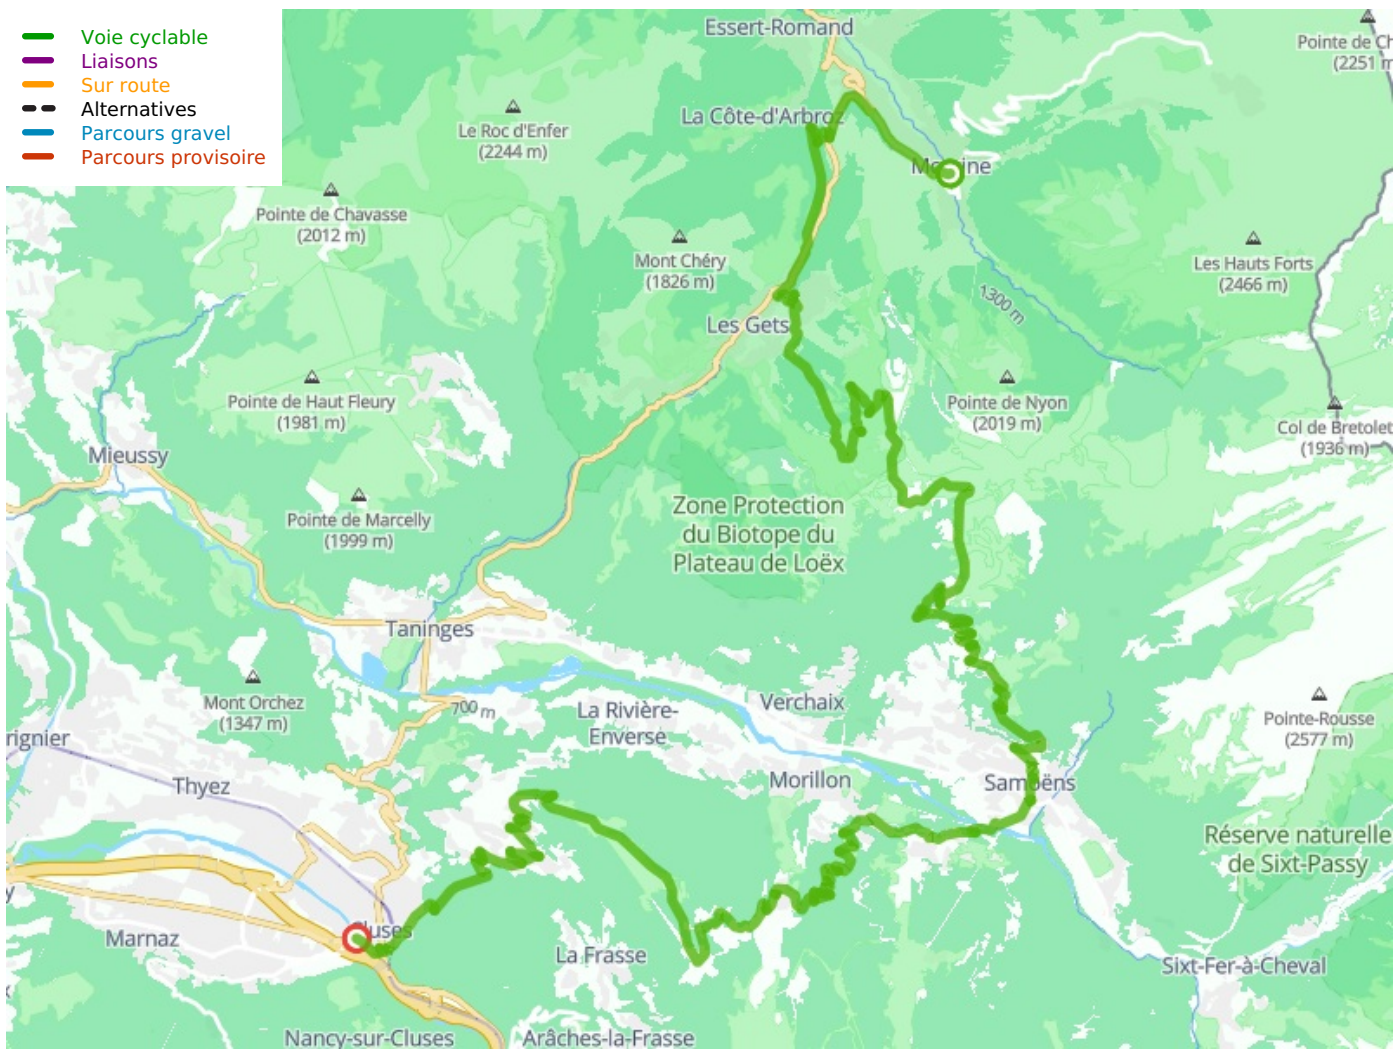 Voie cyclable
Liaisons
Sur route
Alternatives
Parcours gravel
Parcours provisoire
Essert-Romand
Pointe de Ch
(2251 m
La Côte-d'Arbroz
Le Roc d'Enfer
(2244 m)
Pointe de Chavasse
(2012 m)
Mont Chéry
(1826 m)
Les Hauts Forts
(2466 m)
1300 m
Les Gets
Pointe de Haut Fleury
(1981 m)
Pointe de Nyon
(2019 m)
Col de Bretolet
(1936 m)
Mieussy
Pointe de Marcelly
(1999 m)
Zone Protection
du Biotope du
Plateau de Loëx
Taninges
Mont Orchez
(1347 m)
700 m
La Rivière-
Enverse
Verchaix
Pointe-Rousse
(2577 m)
rignier
Thyez
Morillon
Samoëns
Réserve naturelle
de Sixt-Passy
y
Cluses
Marnaz
La Frasse
Sixt-Fer-à-Cheval
x
Nancy-sur-Cluses
Arâches-la-Frasse